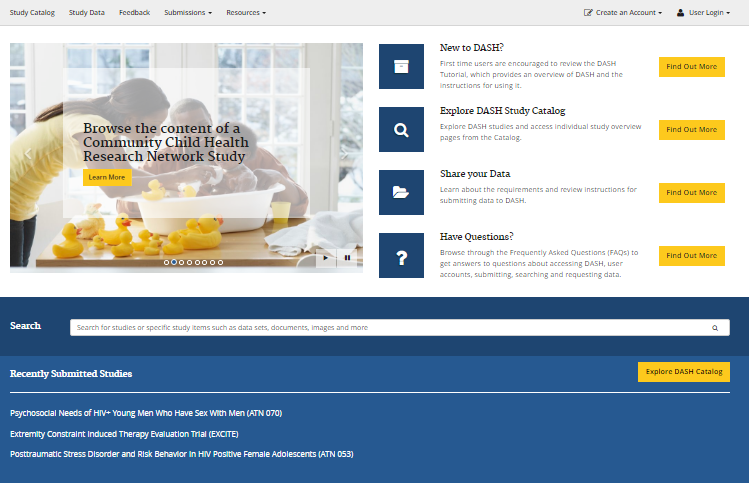 Study Catalog Study Data Feedback Submissions Resources Create an Account User Login
Browse the content of a
Community Child Health
Research Network Study
Learn More
New to DASH?
First time users are encouraged to review the DASH
Tutorial, which provides an overview of DASH and the
instructions for using it.
Find Out More
Explore DASH Study Catalog
Explore DASH studies and access individual study overview
pages from the Catalog.
Find Out More
Share your Data
Learn about the requirements and review instructions for
submitting data to DASH.
Find Out More
Have Questions?
Browse through the Frequently Asked Questions (FAQs) to
get answers to questions about accessing DASH, user
accounts, submitting, searching and requesting data.
Find Out More
Search
Search for studies or specific study items such as data sets, documents, images and more
Recently Submitted Studies
Explore DASH Catalog
Psychosocial Needs of HIV+ Young Men Who Have Sex With Men (ATN 070)
Extremity Constraint Induced Therapy Evaluation Trial (EXCITE)
Posttraumatic Stress Disorder and Risk Behavior in HIV Positive Female Adolescents (ATN 053)